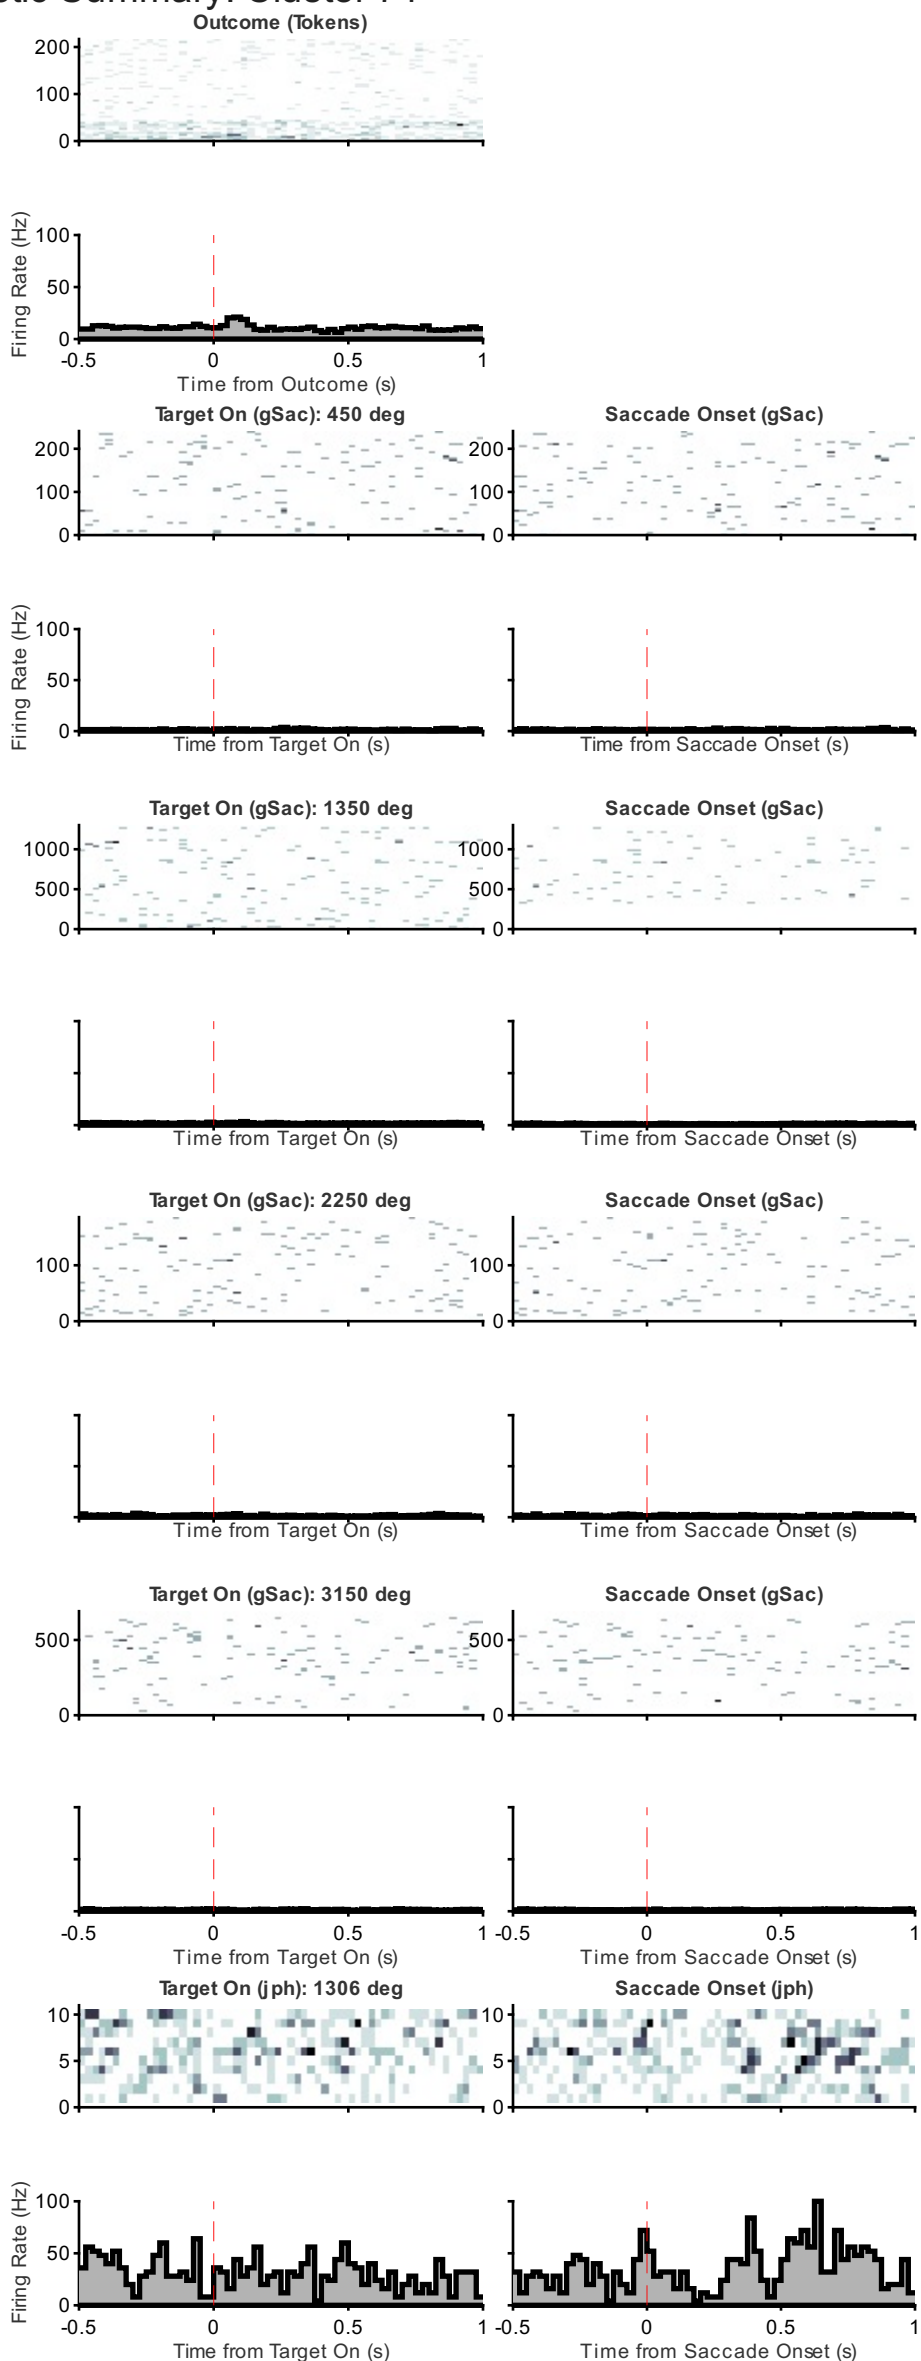 Summary: Cluster
Outcome (Tokens)
200
100
0
Firing Rate (Hz)
100
50
0
-0.5 0 0.5 1
Time from Outcome (s)
Target On (gSac): 450 deg Saccade Onset (gSac)
200 200
100 100
0 0
Firing Rate (Hz)
100
50
0
Time from Target On (s) Time from Saccade Onset (s)
Target On (gSac): 1350 deg Saccade Onset (gSac)
1000 1000
500 500
0 0
Time from Target On (s) Time from Saccade Onset (s)
Target On (gSac): 2250 deg Saccade Onset (gSac)
100 100
0 0
Time from Target On (s) Time from Saccade Onset (s)
Target On (gSac): 3150 deg Saccade Onset (gSac)
500 500
0 0
-0.5 0 0.5 1 -0.5 0 0.5 1
Time from Target On (s) Time from Saccade Onset (s)
Target On (jph): 1306 deg Saccade Onset (jph)
10 10
5 5
0 0
Firing Rate (Hz)
100
50
0
-0.5 0 0.5 1 -0.5 0 0.5 1
Time from Target On (s) Time from Saccade Onset (s)